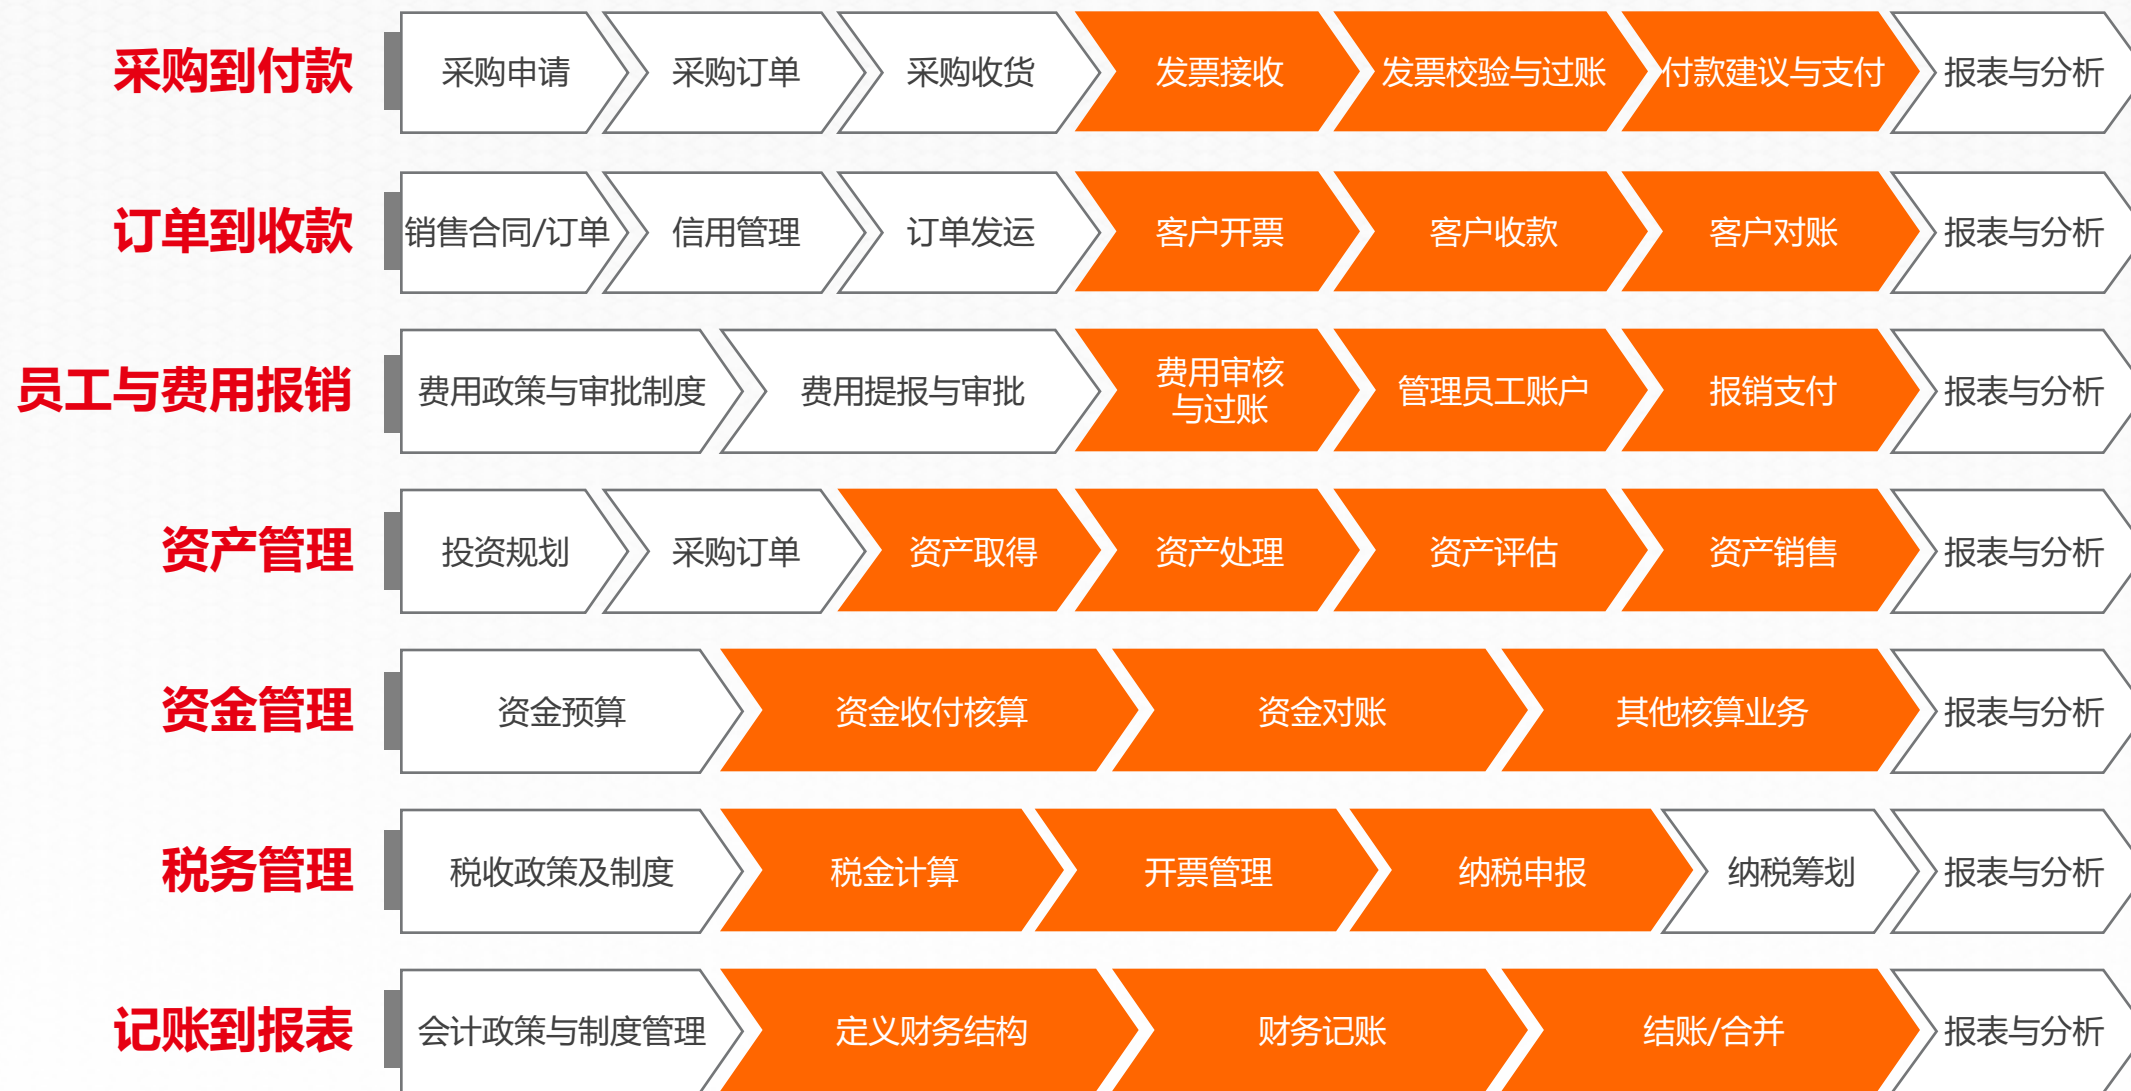 采购到付款
采购申请
采购订单
采购收货
发票接收
发票校验与过账
付款建议与支付
报表与分析
订单到收款
销售合同/订单
信用管理
订单发运
客户开票
客户收款
客户对账
报表与分析
员工与费用报销
费用政策与审批制度
费用提报与审批
费用审核
与过账
管理员工账户
报销支付
报表与分析
资产管理
投资规划
采购订单
资产取得
资产处理
资产评估
资产销售
报表与分析
资金管理
资金预算
资金收付核算
资金对账
其他核算业务
报表与分析
税务管理
税收政策及制度
税金计算
开票管理
纳税申报
纳税筹划
报表与分析
记账到报表
会计政策与制度管理
定义财务结构
财务记账
结账/合并
报表与分析